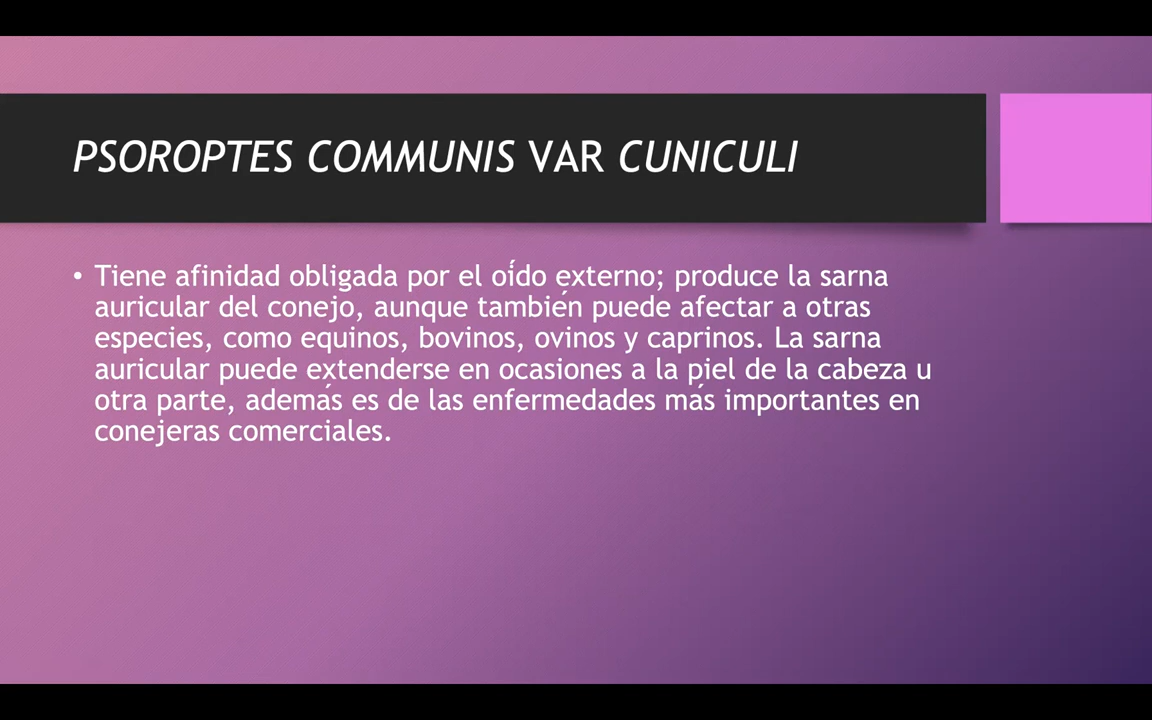 PSOROPTES COMMUNIS VAR CUNICULI
• Tiene afinidad obligada por el oído externo; produce la sarna
auricular del conejo, aunque también puede afectar a otras
especies, como equinos, bovinos, ovinos y caprinos. La sarna
auricular puede extenderse en ocasiones a la piel de la cabeza u
otra parte, además es de las enfermedades más importantes en
conejeras comerciales.